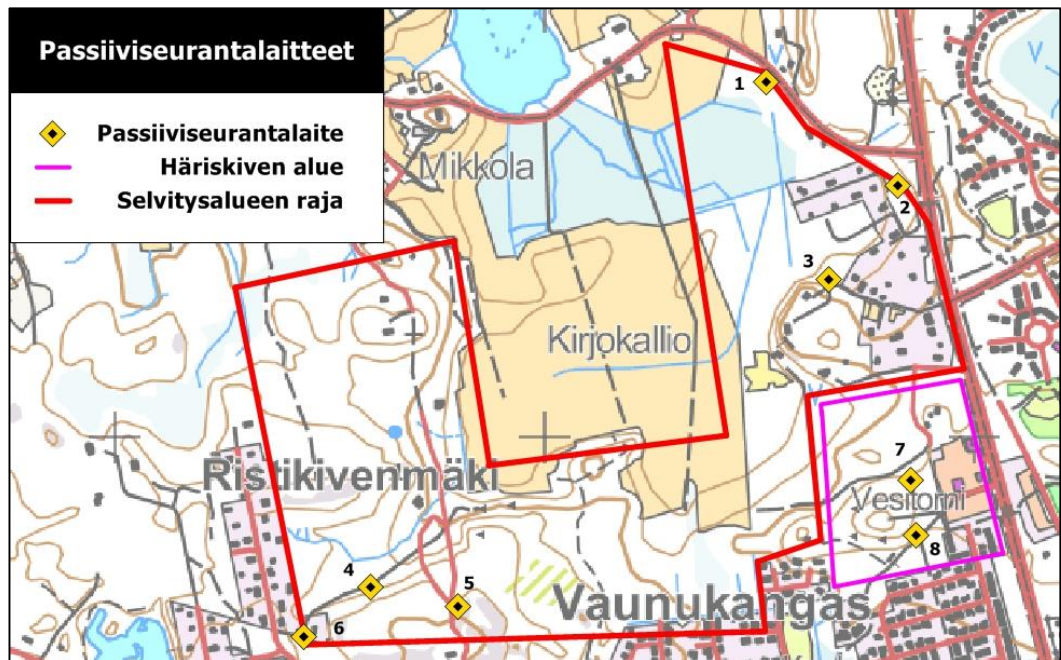 Passiiviseurantalaitteet
Passiiviseurantalaite
Häriskiven alue
Selvitysalueen raja
Mikkola
1
2
3
Kirjokallio
Ristikivenmäki
7
Vesitorni
8
4
5
6
Vaunukangas